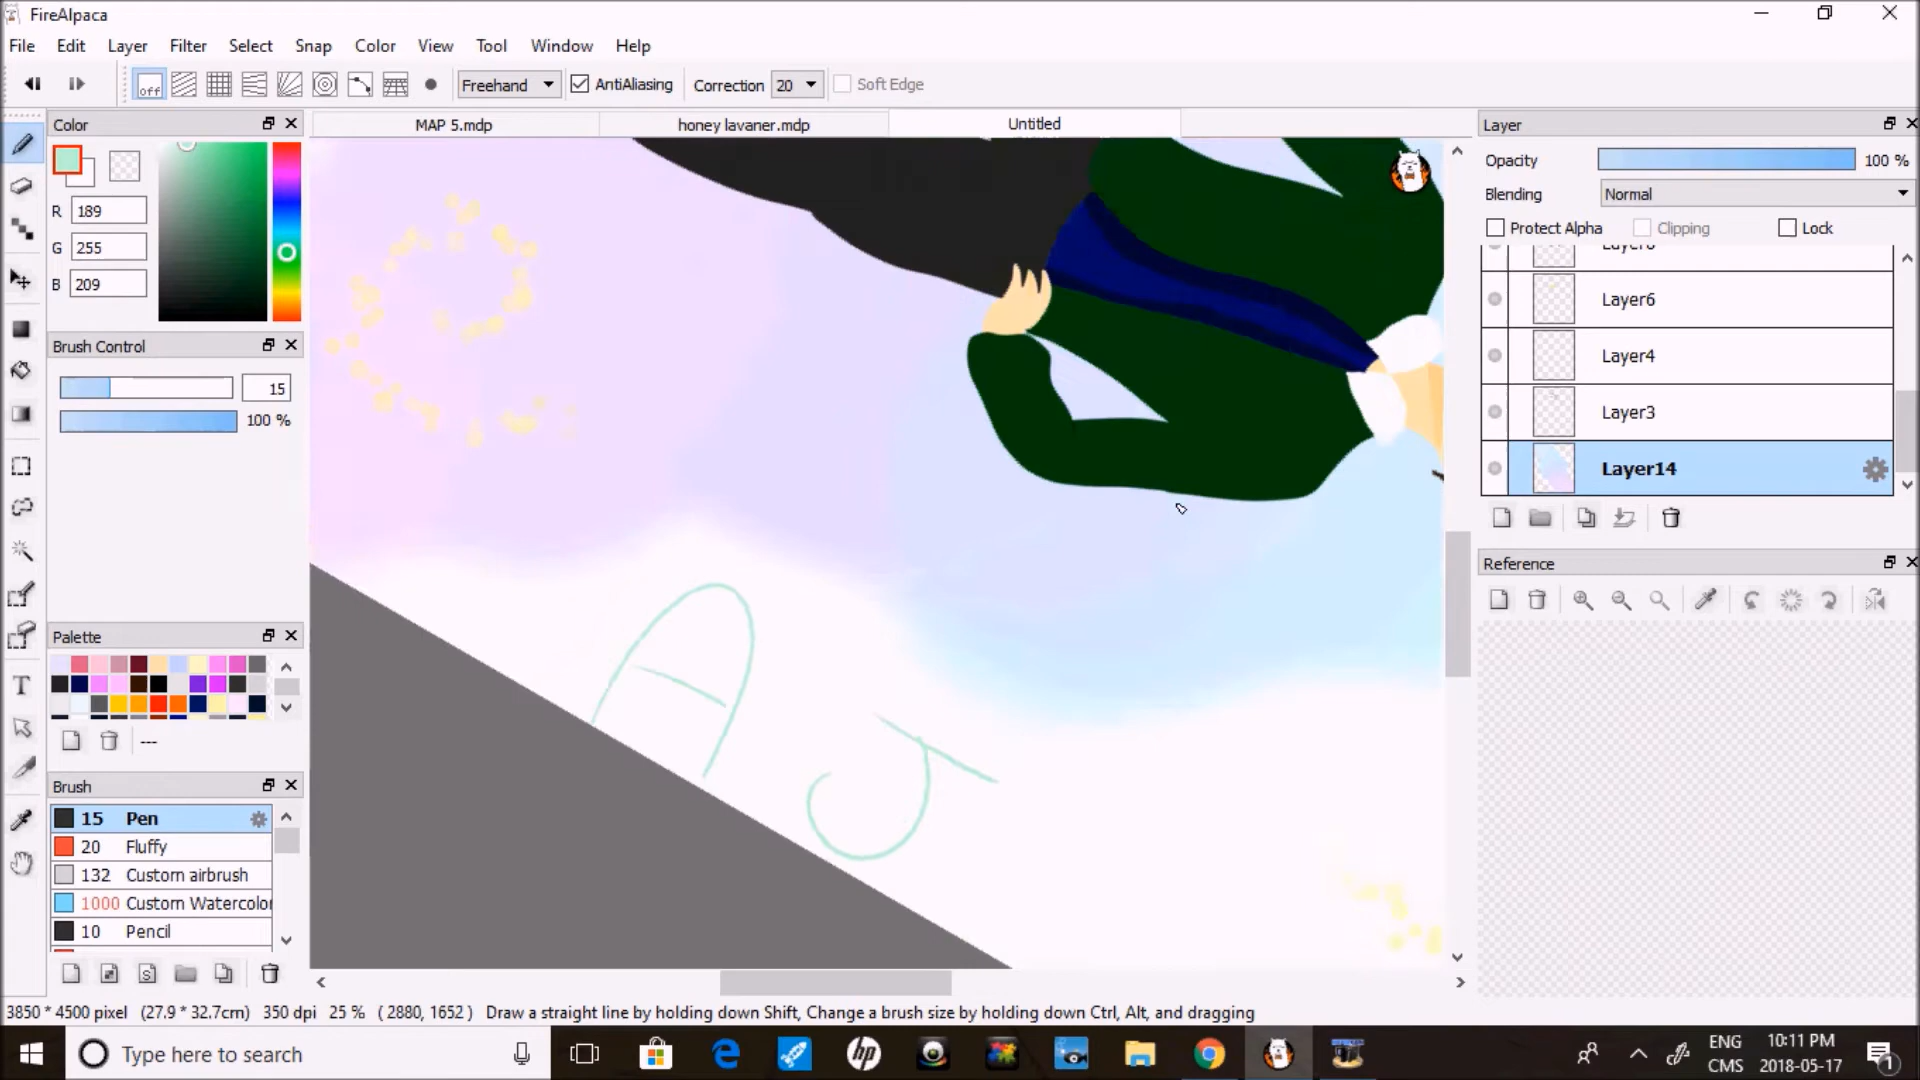 FireAlpaca
File Edit Layer Filter Select Snap Color View Tool Window Help
off Freehand AntiAliasing Correction 20 Soft Edge
Color
MAP 5.mdp honey lavaner.mdp Untitled
Layer
Opacity 100 %
Blending Normal
Protect Alpha Clipping Lock
R 189
G 255
B 209
Layer6
Layer4
Layer3
Layer14
Brush Control
15
100 %
Reference
Palette
---
Brush
15 Pen
20 Fluffy
132 Custom airbrush
1000 Custom Watercolor
10 Pencil
T
S
AJ
3850 * 4500 pixel (27.9 * 32.7cm) 350 dpi 25 % ( 2880, 1652 ) Draw a straight line by holding down Shift, Change a brush size by holding down Ctrl, Alt, and dragging
Type here to search
hp
ENG
CMS
10:11 PM
2018-05-17
1